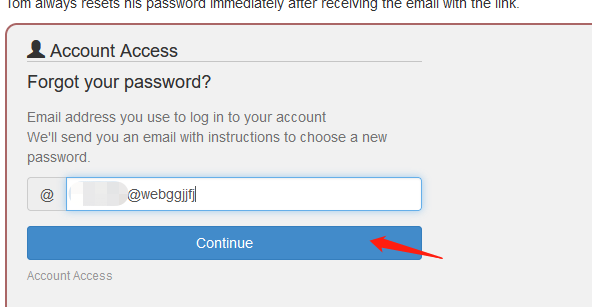 Tom always resets his password immediately after receiving the email with the link.
Account Access
Forgot your password?
Email address you use to log in to your account
We'll send you an email with instructions to choose a new
password.
@ @webggjjfj
Continue
Account Access